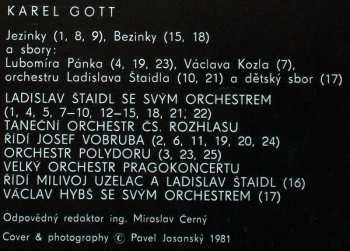 KAREL GOTT
Jezinky (1, 8, 9), Bezinky (15, 18)
a sbory:
Lubomíra Pánka (4, 19, 23), Václava Kozla (7),
orchestru Ladislava Štaidla (10, 21) a dětský sbor (17)
LADISLAV ŠTAIDL SE SVÝM ORCHESTREM
(1, 4, 5, 7–10, 12–15, 18, 21, 22)
TANEČNÍ ORCHESTR ČS. ROZHLASU
ŘÍDÍ JOSEF VOBRUBA (2, 6, 11, 19, 20, 24)
ORCHESTR POLYDORU (3, 23, 25)
VELKÝ ORCHESTR PRAGOKONCERTU
ŘÍDÍ MILIVOJ UZELAC A LADISLAV ŠTAIDL (16)
VÁCLAV HYBŠ SE SVÝM ORCHESTREM (17)
Odpovědný redaktor ing. Miroslav Černý
Cover & photography © Pavel Jasanský 1981